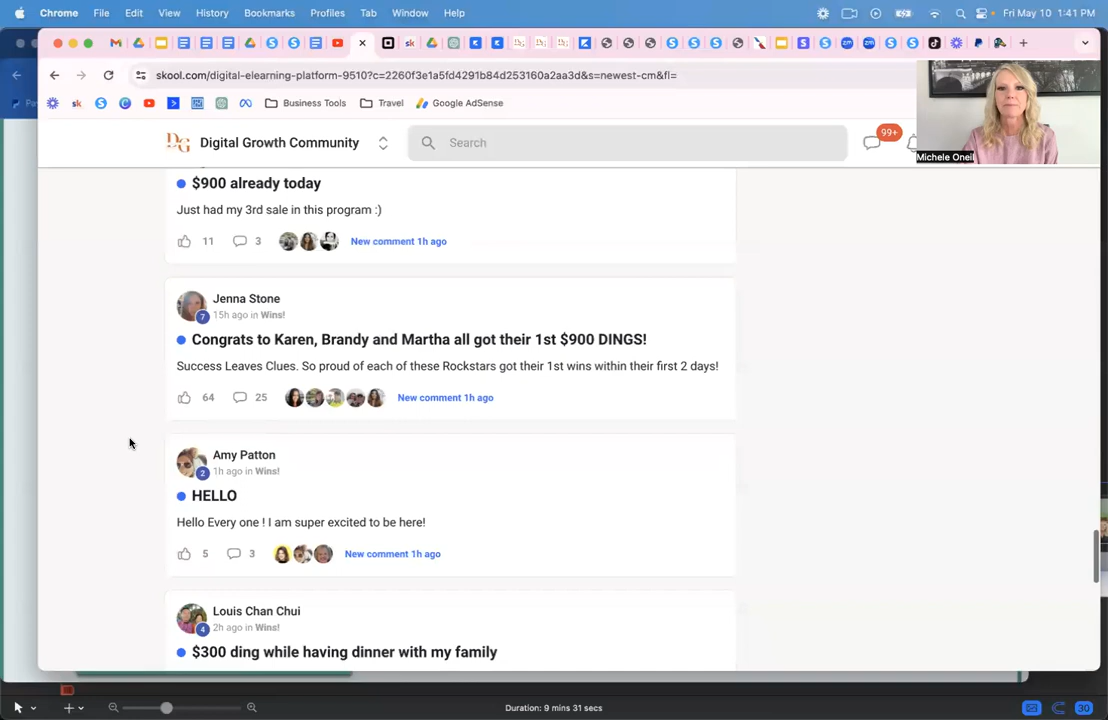 Chrome File Edit View History Bookmarks Profiles Tab Window Help Fri May 10 1:41 PM
skool.com/digital-elearning-platform-9510?c=2260f3e1a5fd4291b84d253160a2aa3d&s=newest-cm&fl=
Business Tools Travel Google AdSense
DG Digital Growth Community Search 99+
Michele Oneil
$900 already today
Just had my 3rd sale in this program :)
11 3 New comment 1h ago
Jenna Stone
7 15h ago in Wins!
Congrats to Karen, Brandy and Martha all got their 1st $900 DINGS!
Success Leaves Clues. So proud of each of these Rockstars got their 1st wins within their first 2 days!
64 25 New comment 1h ago
Amy Patton
2 1h ago in Wins!
HELLO
Hello Every one ! I am super excited to be here!
5 3 New comment 1h ago
Louis Chan Chui
4 2h ago in Wins!
$300 ding while having dinner with my family
Duration: 9 mins 31 secs 30